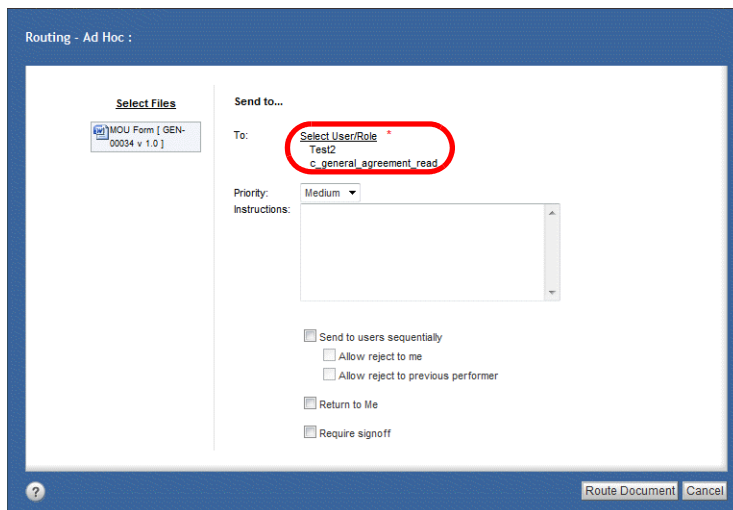 Routing - Ad Hoc :
Select Files
MOU Form [ GEN-
00034 v 1.0 ]
Send to...
To: Select User/Role *
Test2
c_general_agreement_read
Priority: Medium
Instructions:
Send to users sequentially
Allow reject to me
Allow reject to previous performer
Return to Me
Require signoff
? Route Document Cancel